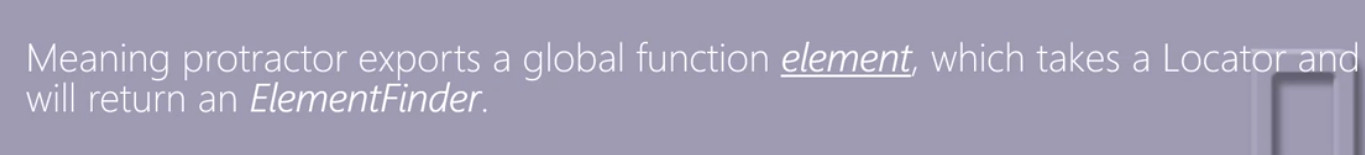 Meaning protractor exports a global function element, which takes a Locator and
will return an ElementFinder.